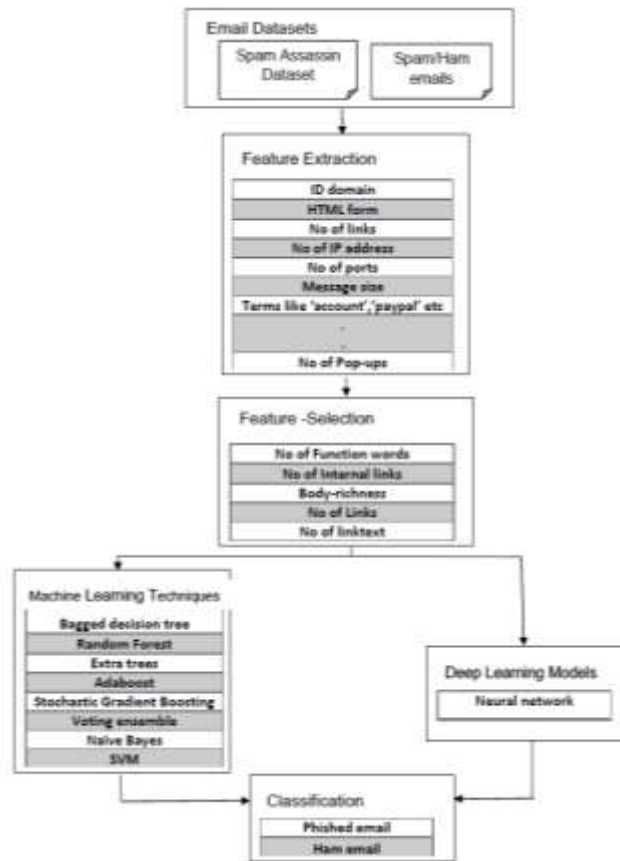 Email Datasets
Spam Assassin
Dataset
Spam/Ham
emails
Feature Extraction
ID domain
HTML form
No of links
No of IP address
No of ports
Message size
Terms like 'account','paypal' etc
.
.
No of Pop-ups
Feature -Selection
No of Function words
No of Internal links
Body-richness
No of Links
No of linktext
Machine Learning Techniques
Bagged decision tree
Random Forest
Extra trees
Adaboost
Stochastic Gradient Boosting
Voting ensemble
Naïve Bayes
SVM
Deep Learning Models
Neural network
Classification
Phished email
Ham email